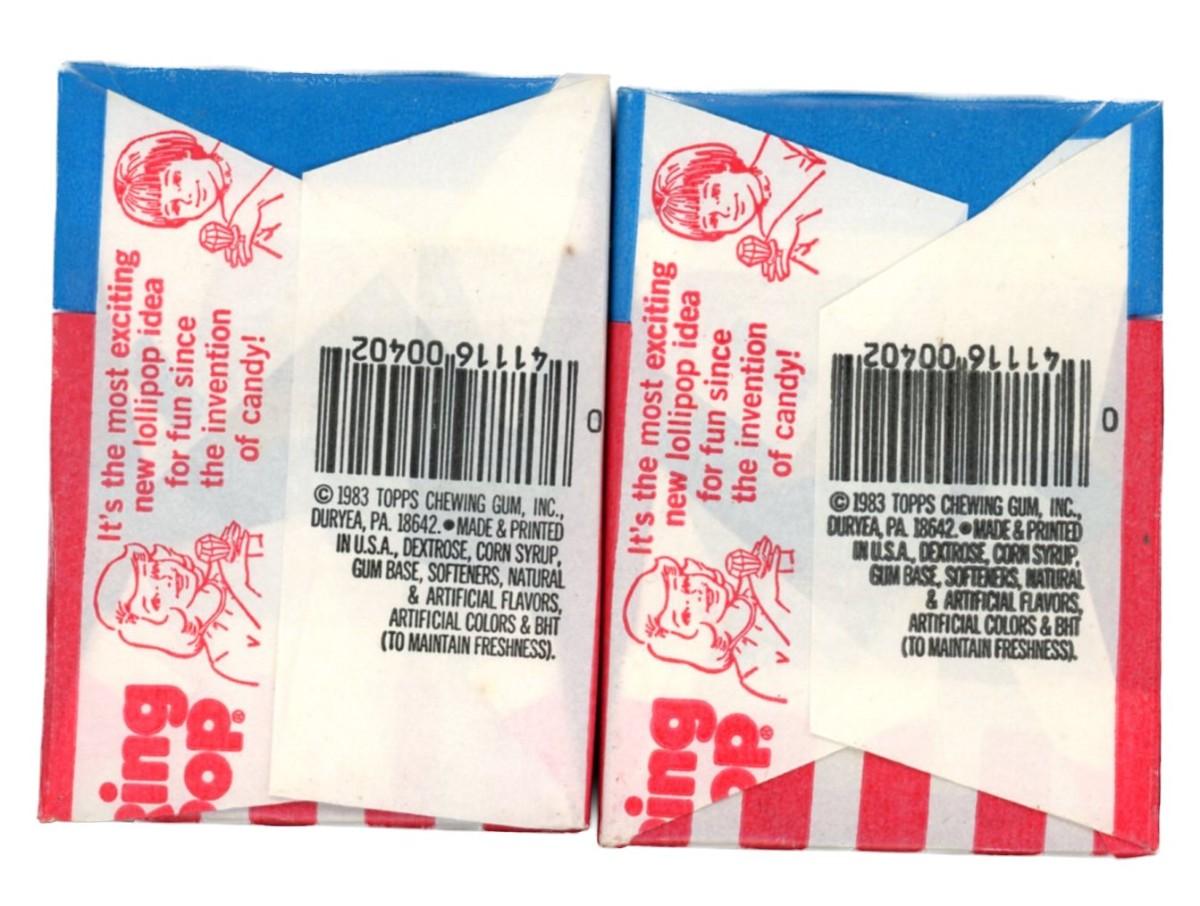 It's the most exciting
new lollipop idea
for fun since
the invention
of candy!
ing
op®
41116 00402
0
© 1983 TOPPS CHEWING GUM, INC.,
DURYEA, PA. 18642. ● MADE & PRINTED
IN U.S.A., DEXTROSE, CORN SYRUP,
GUM BASE, SOFTENERS, NATURAL
& ARTIFICIAL FLAVORS,
ARTIFICIAL COLORS & BHT
(TO MAINTAIN FRESHNESS).
It's the most exciting
new lollipop idea
for fun since
the invention
of candy!
ing
op®
41116 00402
0
© 1983 TOPPS CHEWING GUM, INC.,
DURYEA, PA. 18642. ● MADE & PRINTED
IN U.S.A., DEXTROSE, CORN SYRUP,
GUM BASE, SOFTENERS, NATURAL
& ARTIFICIAL FLAVORS,
ARTIFICIAL COLORS & BHT
(TO MAINTAIN FRESHNESS).